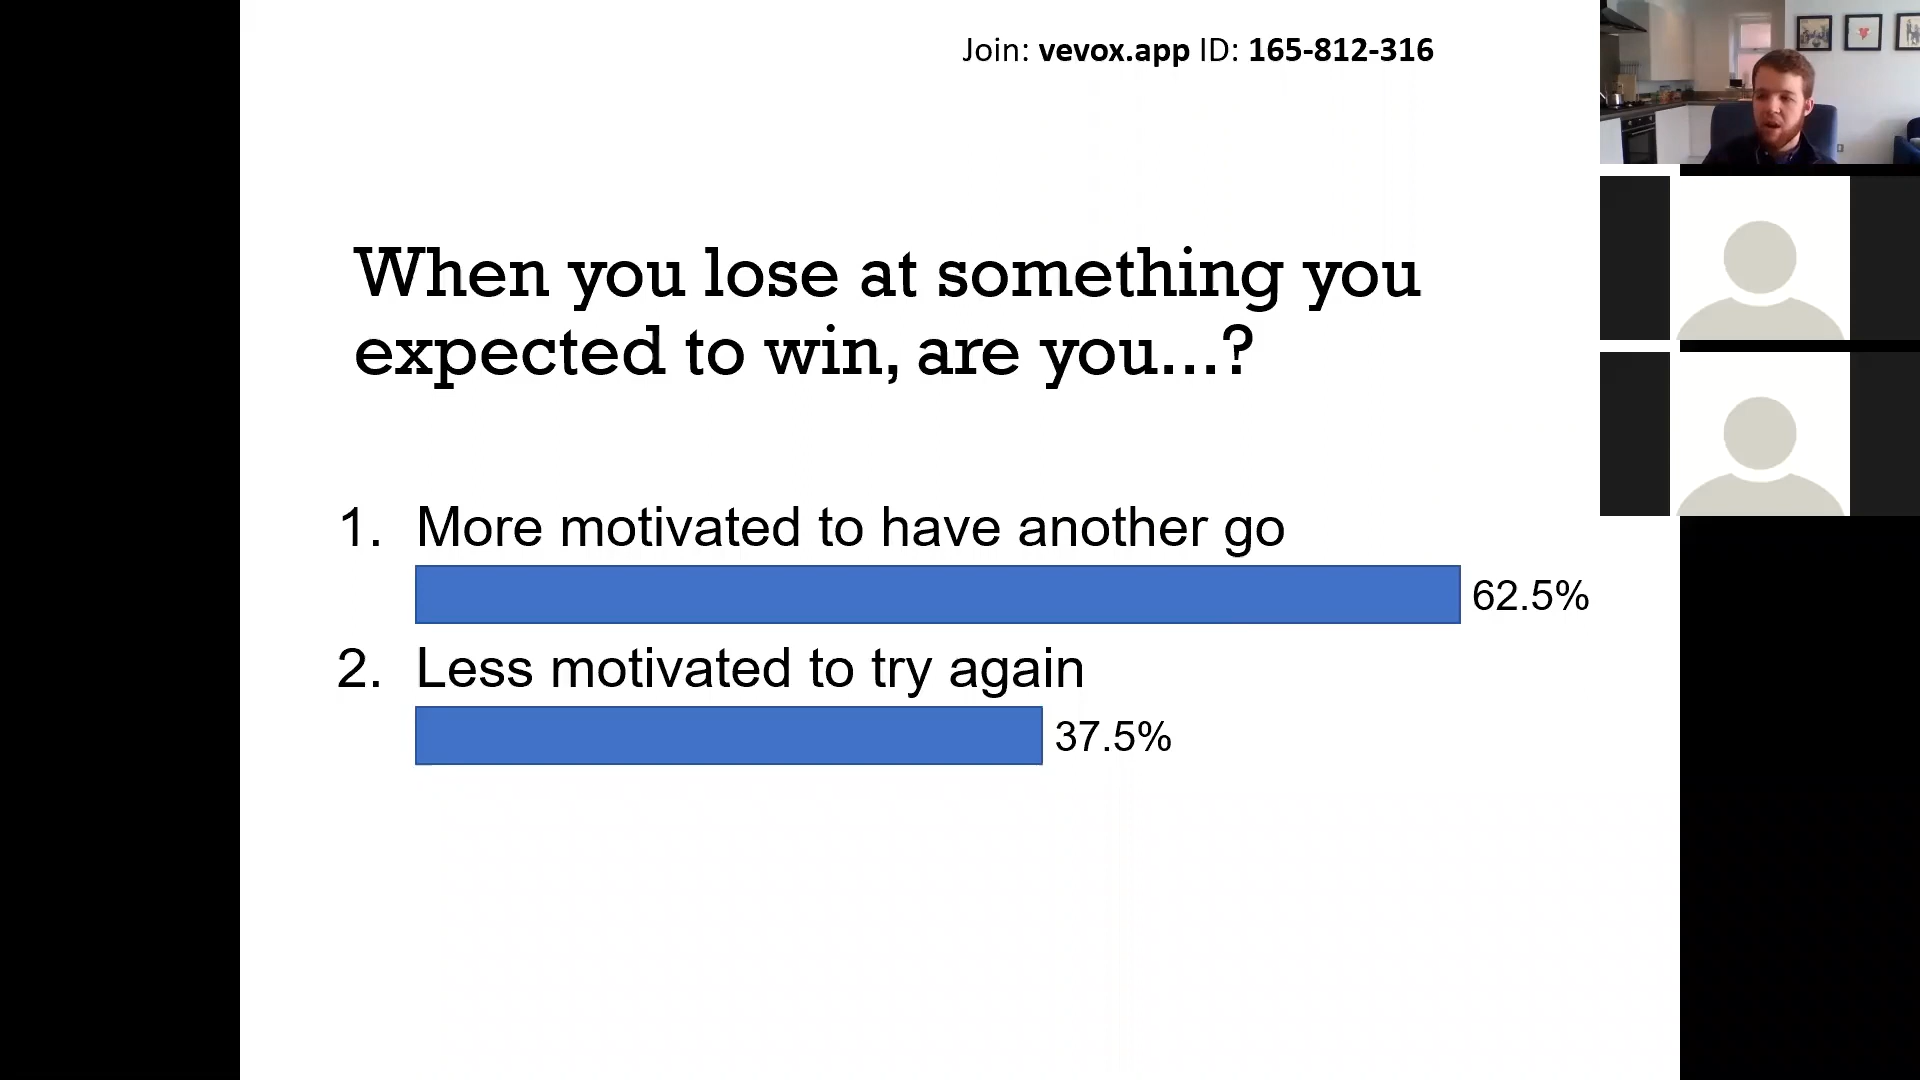 Join: vevox.app ID: 165-812-316
When you lose at something you
expected to win, are you...?
1. More motivated to have another go
62.5%
2. Less motivated to try again
37.5%